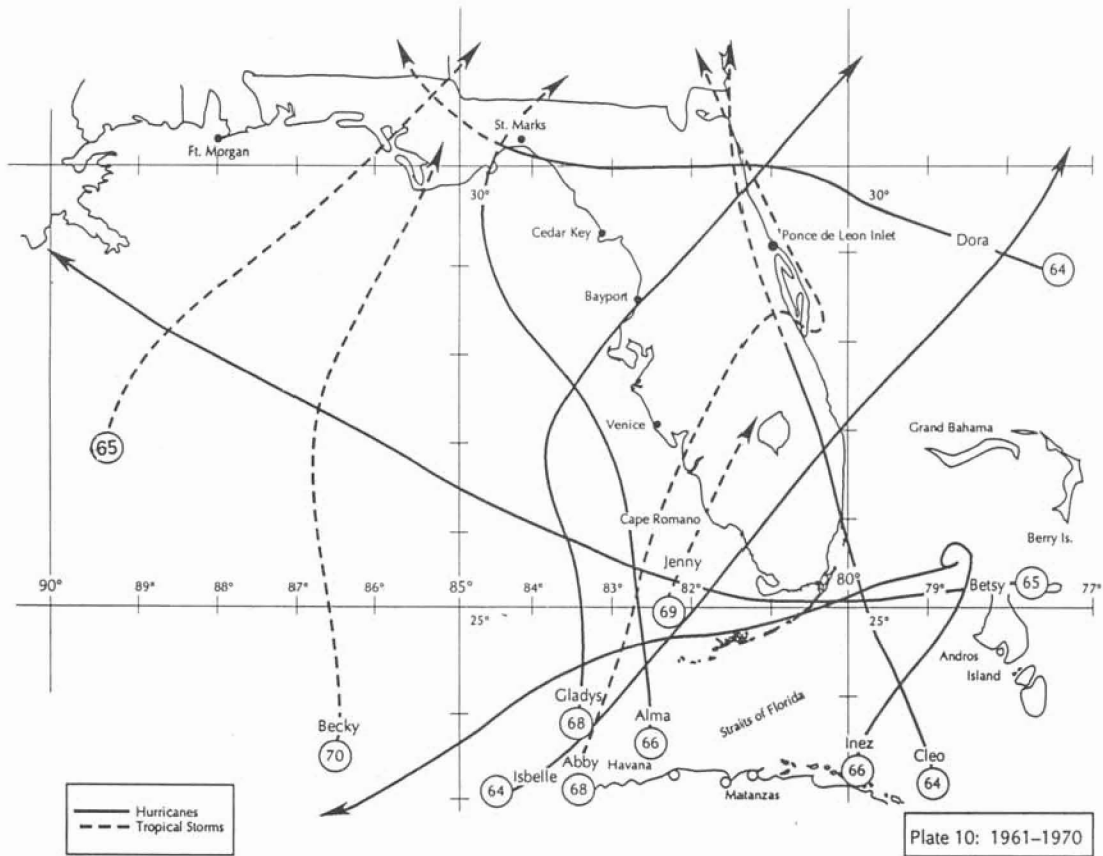 St. Marks
Ft. Morgan
30°
30°
Cedar Key
Ponce de Leon Inlet
Dora
64
Bayport
65
Venice
Grand Bahama
Cape Romano
Berry Is.
Jenny
90°
88°
87°
86°
85°
84°
83°
82°
80°
79°
Betsy
65
77°
69
25°
25°
Andros
Island
Gladys
68
Alma
66
Straits of Florida
Becky
70
Isbelle
64
Abby
68
Havana
Matanzas
Inez
66
Cleo
64
Hurricanes
Tropical Storms
Plate 10: 1961–1970